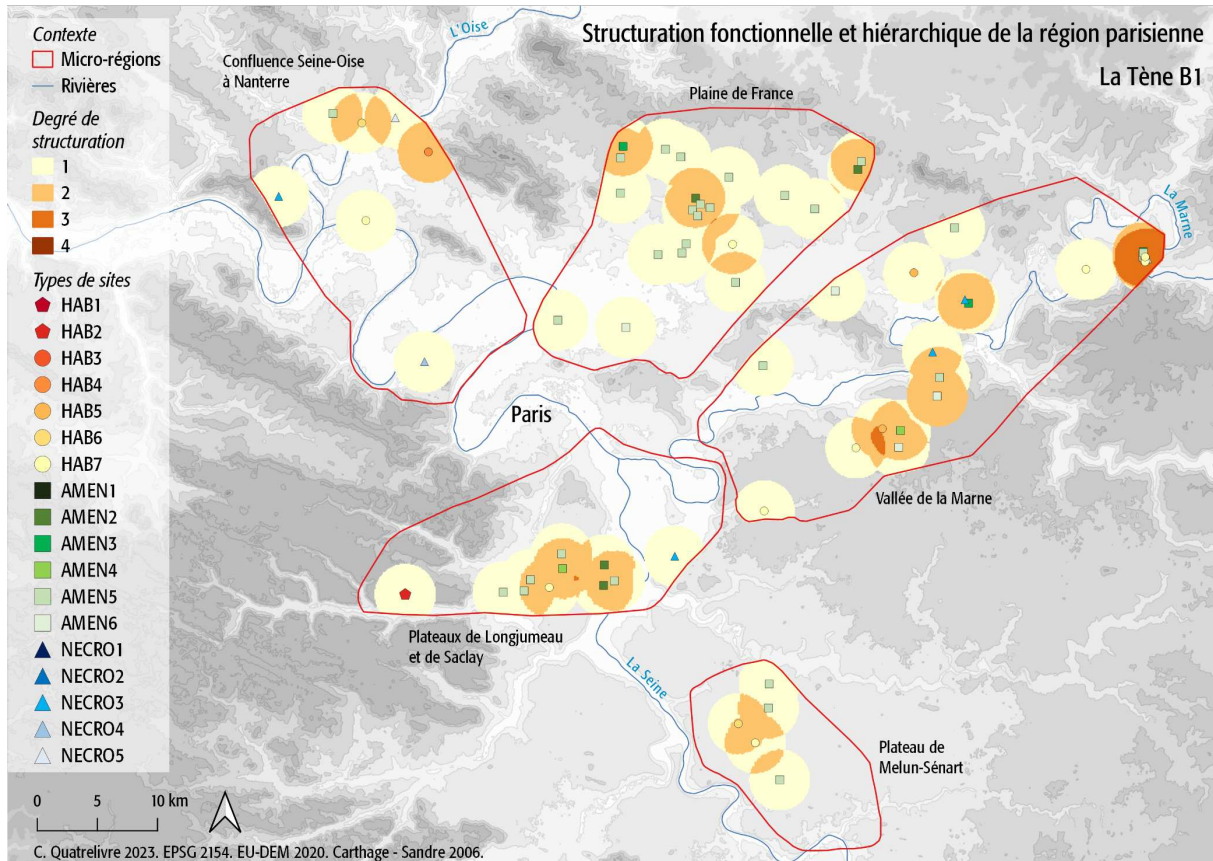 Structuration fonctionnelle et hiérarchique de la région parisienne
La Tène B1
Contexte
Micro-régions
Rivières
Degré de
structuration
1
2
3
4
Types de sites
HAB1
HAB2
HAB3
HAB4
HAB5
HAB6
HAB7
AMEN1
AMEN2
AMEN3
AMEN4
AMEN5
AMEN6
NECRO1
NECRO2
NECRO3
NECRO4
NECRO5
0 5 10 km
C. Quatrelivre 2023. EPSG 2154. EU-DEM 2020. Carthage - Sandre 2006.
L'Oise
Confluence Seine-Oise
à Nanterre
Plaine de France
La Marne
Paris
Vallée de la Marne
Plateaux de Longjumeau
et de Saclay
La Seine
Plateau de
Melun-Sénart